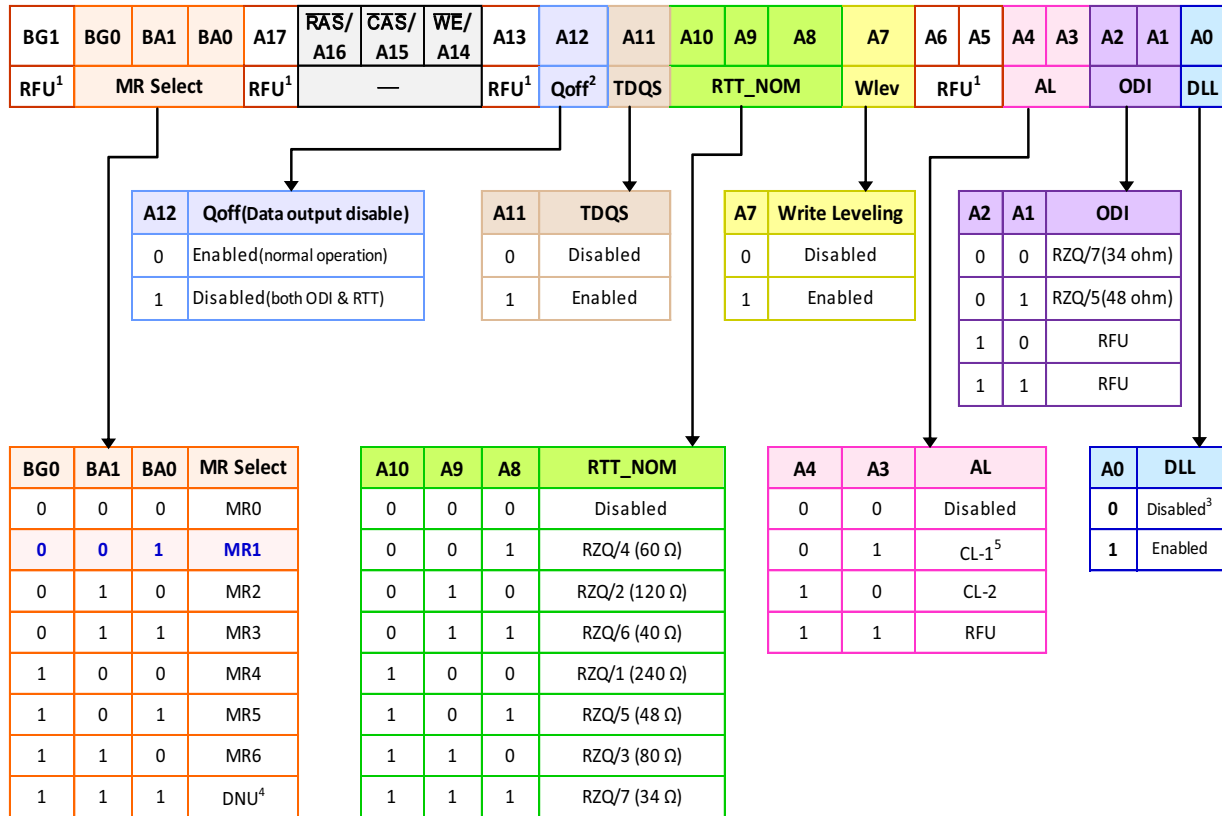 BG1 BG0 BA1 BA0 A17 RAS/ A16 CAS/ A15 WE/ A14 A13 A12 A11 A10 A9 A8 A7 A6 A5 A4 A3 A2 A1 A0
RFU1 MR Select RFU1 — RFU1 Qoff2 TDQS RTT_NOM Wlev RFU1 AL ODI DLL
A12 Qoff(Data output disable)
0 Enabled(normal operation)
1 Disabled(both ODI & RTT)
A11 TDQS
0 Disabled
1 Enabled
A7 Write Leveling
0 Disabled
1 Enabled
A2 A1 ODI
0 0 RZQ/7(34 ohm)
0 1 RZQ/5(48 ohm)
1 0 RFU
1 1 RFU
BG0 BA1 BA0 MR Select
0 0 0 MR0
0 0 1 MR1
0 1 0 MR2
0 1 1 MR3
1 0 0 MR4
1 0 1 MR5
1 1 0 MR6
1 1 1 DNU4
A10 A9 A8 RTT_NOM
0 0 0 Disabled
0 0 1 RZQ/4 (60 Ω)
0 1 0 RZQ/2 (120 Ω)
0 1 1 RZQ/6 (40 Ω)
1 0 0 RZQ/1 (240 Ω)
1 0 1 RZQ/5 (48 Ω)
1 1 0 RZQ/3 (80 Ω)
1 1 1 RZQ/7 (34 Ω)
A4 A3 AL
0 0 Disabled
0 1 CL-15
1 0 CL-2
1 1 RFU
A0 DLL
0 Disabled3
1 Enabled